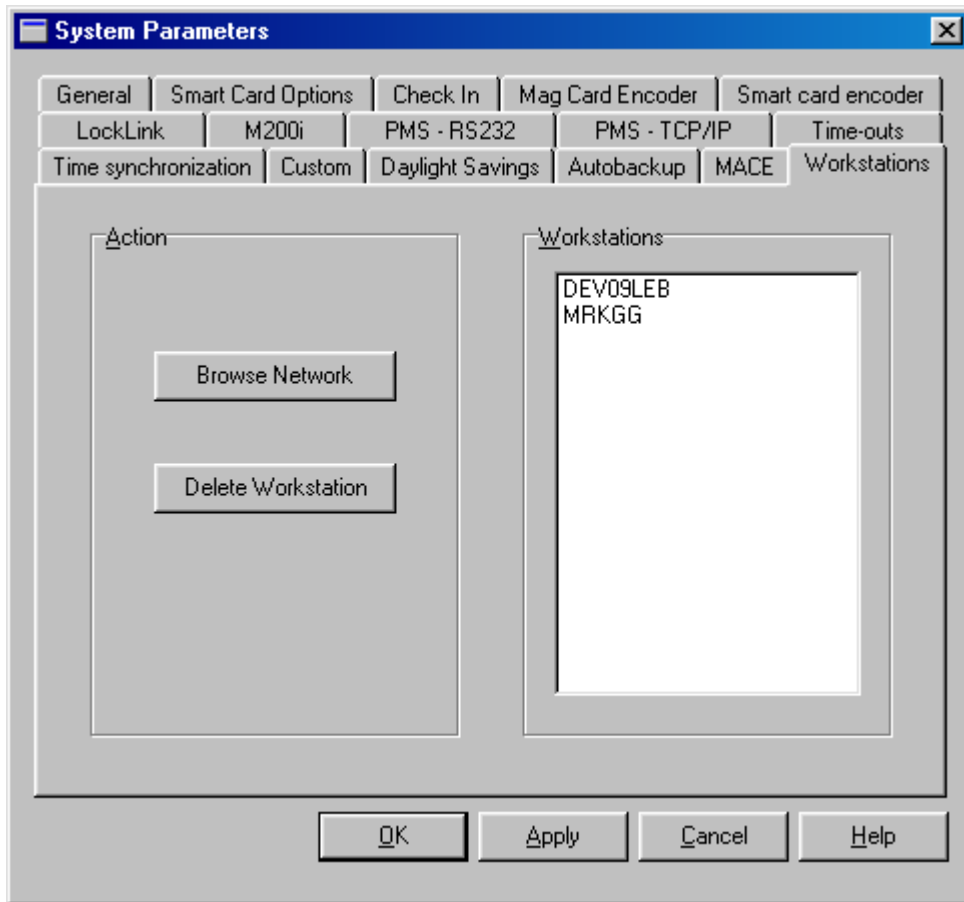 System Parameters
General Smart Card Options Check In Mag Card Encoder Smart card encoder
LockLink M200i PMS - RS232 PMS - TCP/IP Time-outs
Time synchronization Custom Daylight Savings Autobackup MACE Workstations
Action
Browse Network
Delete Workstation
Workstations
DEV09LEB
MRKGG
OK Apply Cancel Help